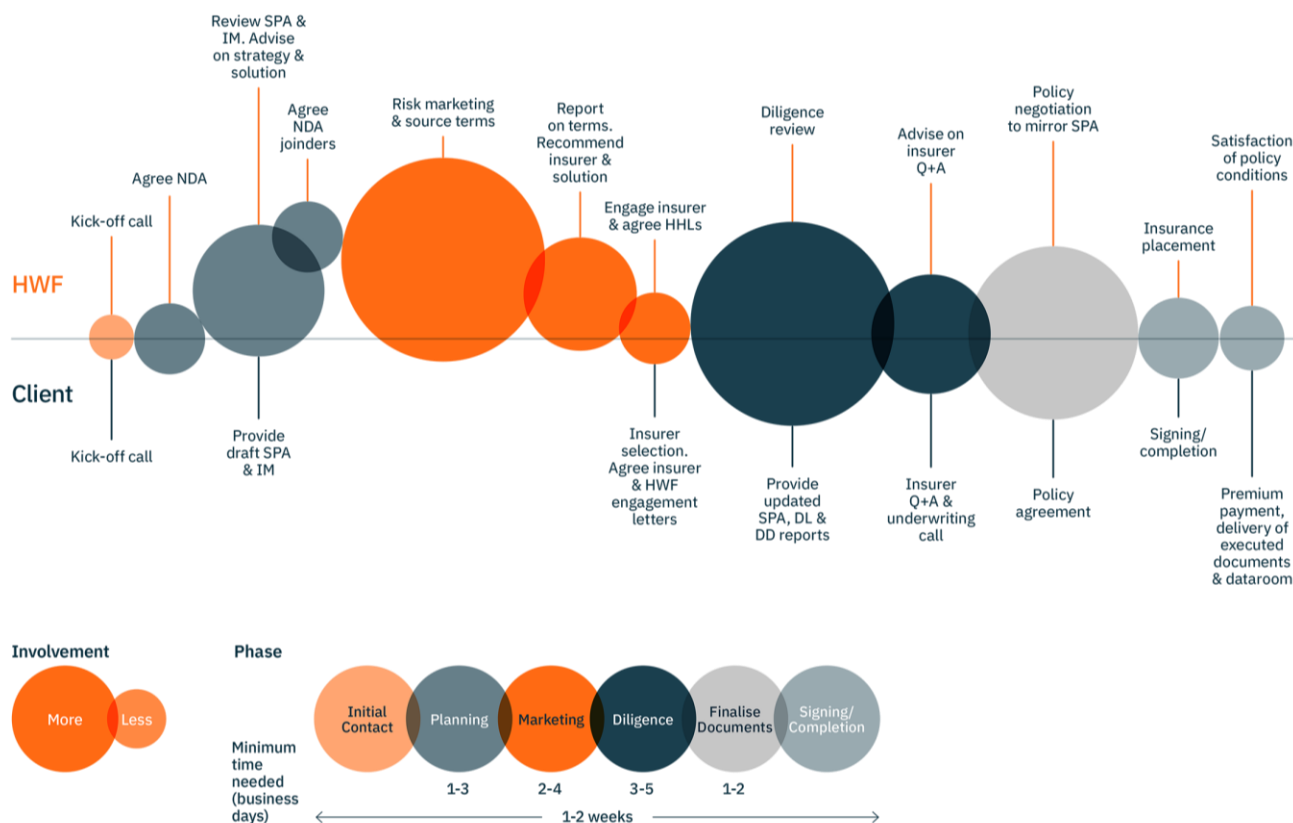 Review SPA &
IM. Advise
on strategy &
solution
Agree
NDA
joinders
Risk marketing
& source terms
Report
on terms.
Recommend
insurer &
solution
Diligence
review
Advise on
insurer
Q+A
Policy
negotiation
to mirror SPA
Satisfaction
of policy
conditions
Agree NDA
Kick-off call
Engage insurer
& agree HHLs
Insurance
placement
HWF
Client
Kick-off call
Provide
draft SPA
& IM
Insurer
selection.
Agree insurer
& HWF
engagement
letters
Provide
updated
SPA, DL &
DD reports
Insurer
Q+A &
underwriting
call
Policy
agreement
Signing/
completion
Premium
payment,
delivery of
executed
documents
& dataroom
Involvement
More
Less
Phase
Initial
Contact
Planning
Marketing
Diligence
Finalise
Documents
Signing/
Completion
Minimum
time
needed
(business
days)
1-3
2-4
3-5
1-2
1-2 weeks